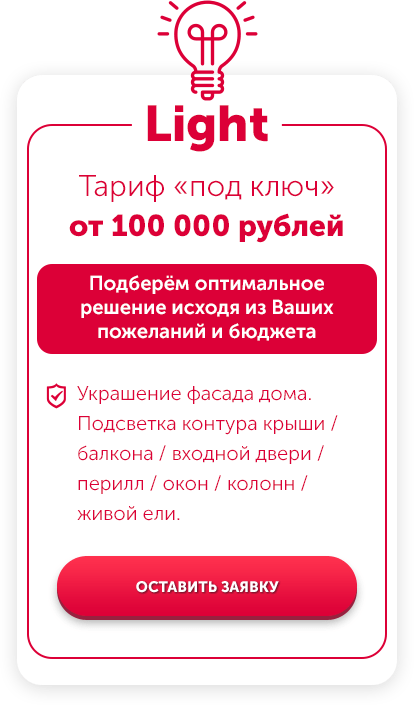 Light
Тариф «под ключ»
от 100 000 рублей
Подберём оптимальное
решение исходя из Ваших
пожеланий и бюджета
Украшение фасада дома.
Подсветка контура крыши /
балкона / входной двери /
перилл / окон / колонн /
живой ели.
ОСТАВИТЬ ЗАЯВКУ